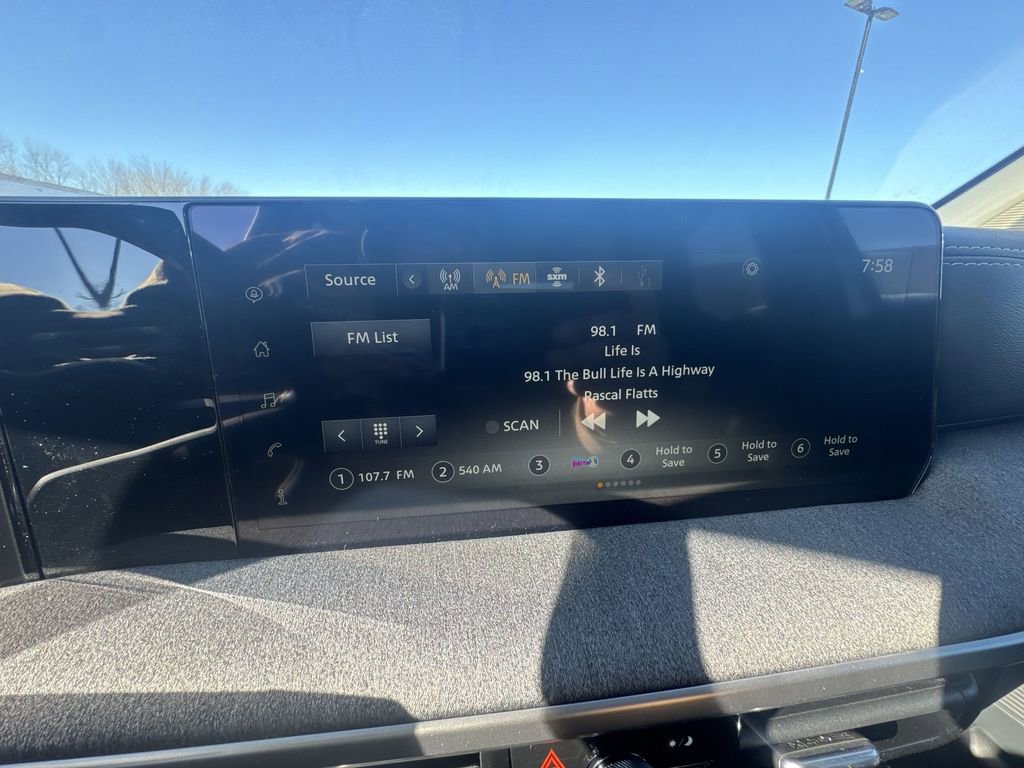 Source
AM
A FM
sxm
7:58
FM List
98.1 FM
Life Is
98.1 The Bull Life Is A Highway
Rascal Flatts
TUNE
SCAN
1 107.7 FM
2 540 AM
3
4 Hold to Save
5 Hold to Save
6 Hold to Save